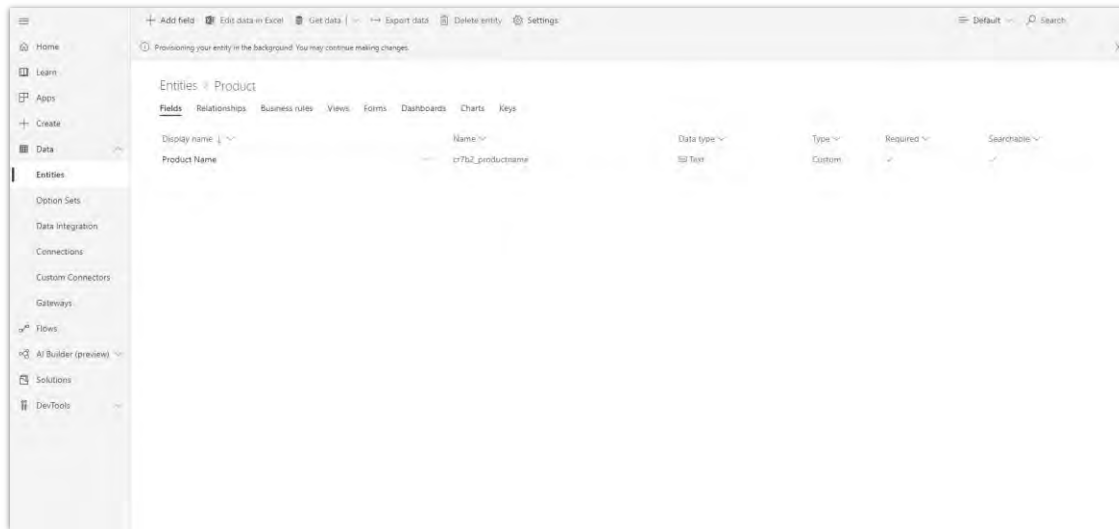 Add field Edit data in Excel Get data Export data Delete entity Settings Default Search
Provisioning your entity in the background. You may continue making changes.
Home
Learn
Apps
Create
Data
Entities
Option Sets
Data Integration
Connections
Custom Connectors
Gateways
Flows
AI Builder (preview)
Solutions
DevTools
Entities > Product
Fields Relationships Business rules Views Forms Dashboards Charts Keys
Display name ↓ Name Data type Type Required Searchable
Product Name ... cr7b2_productname Text Custom ✓ ✓